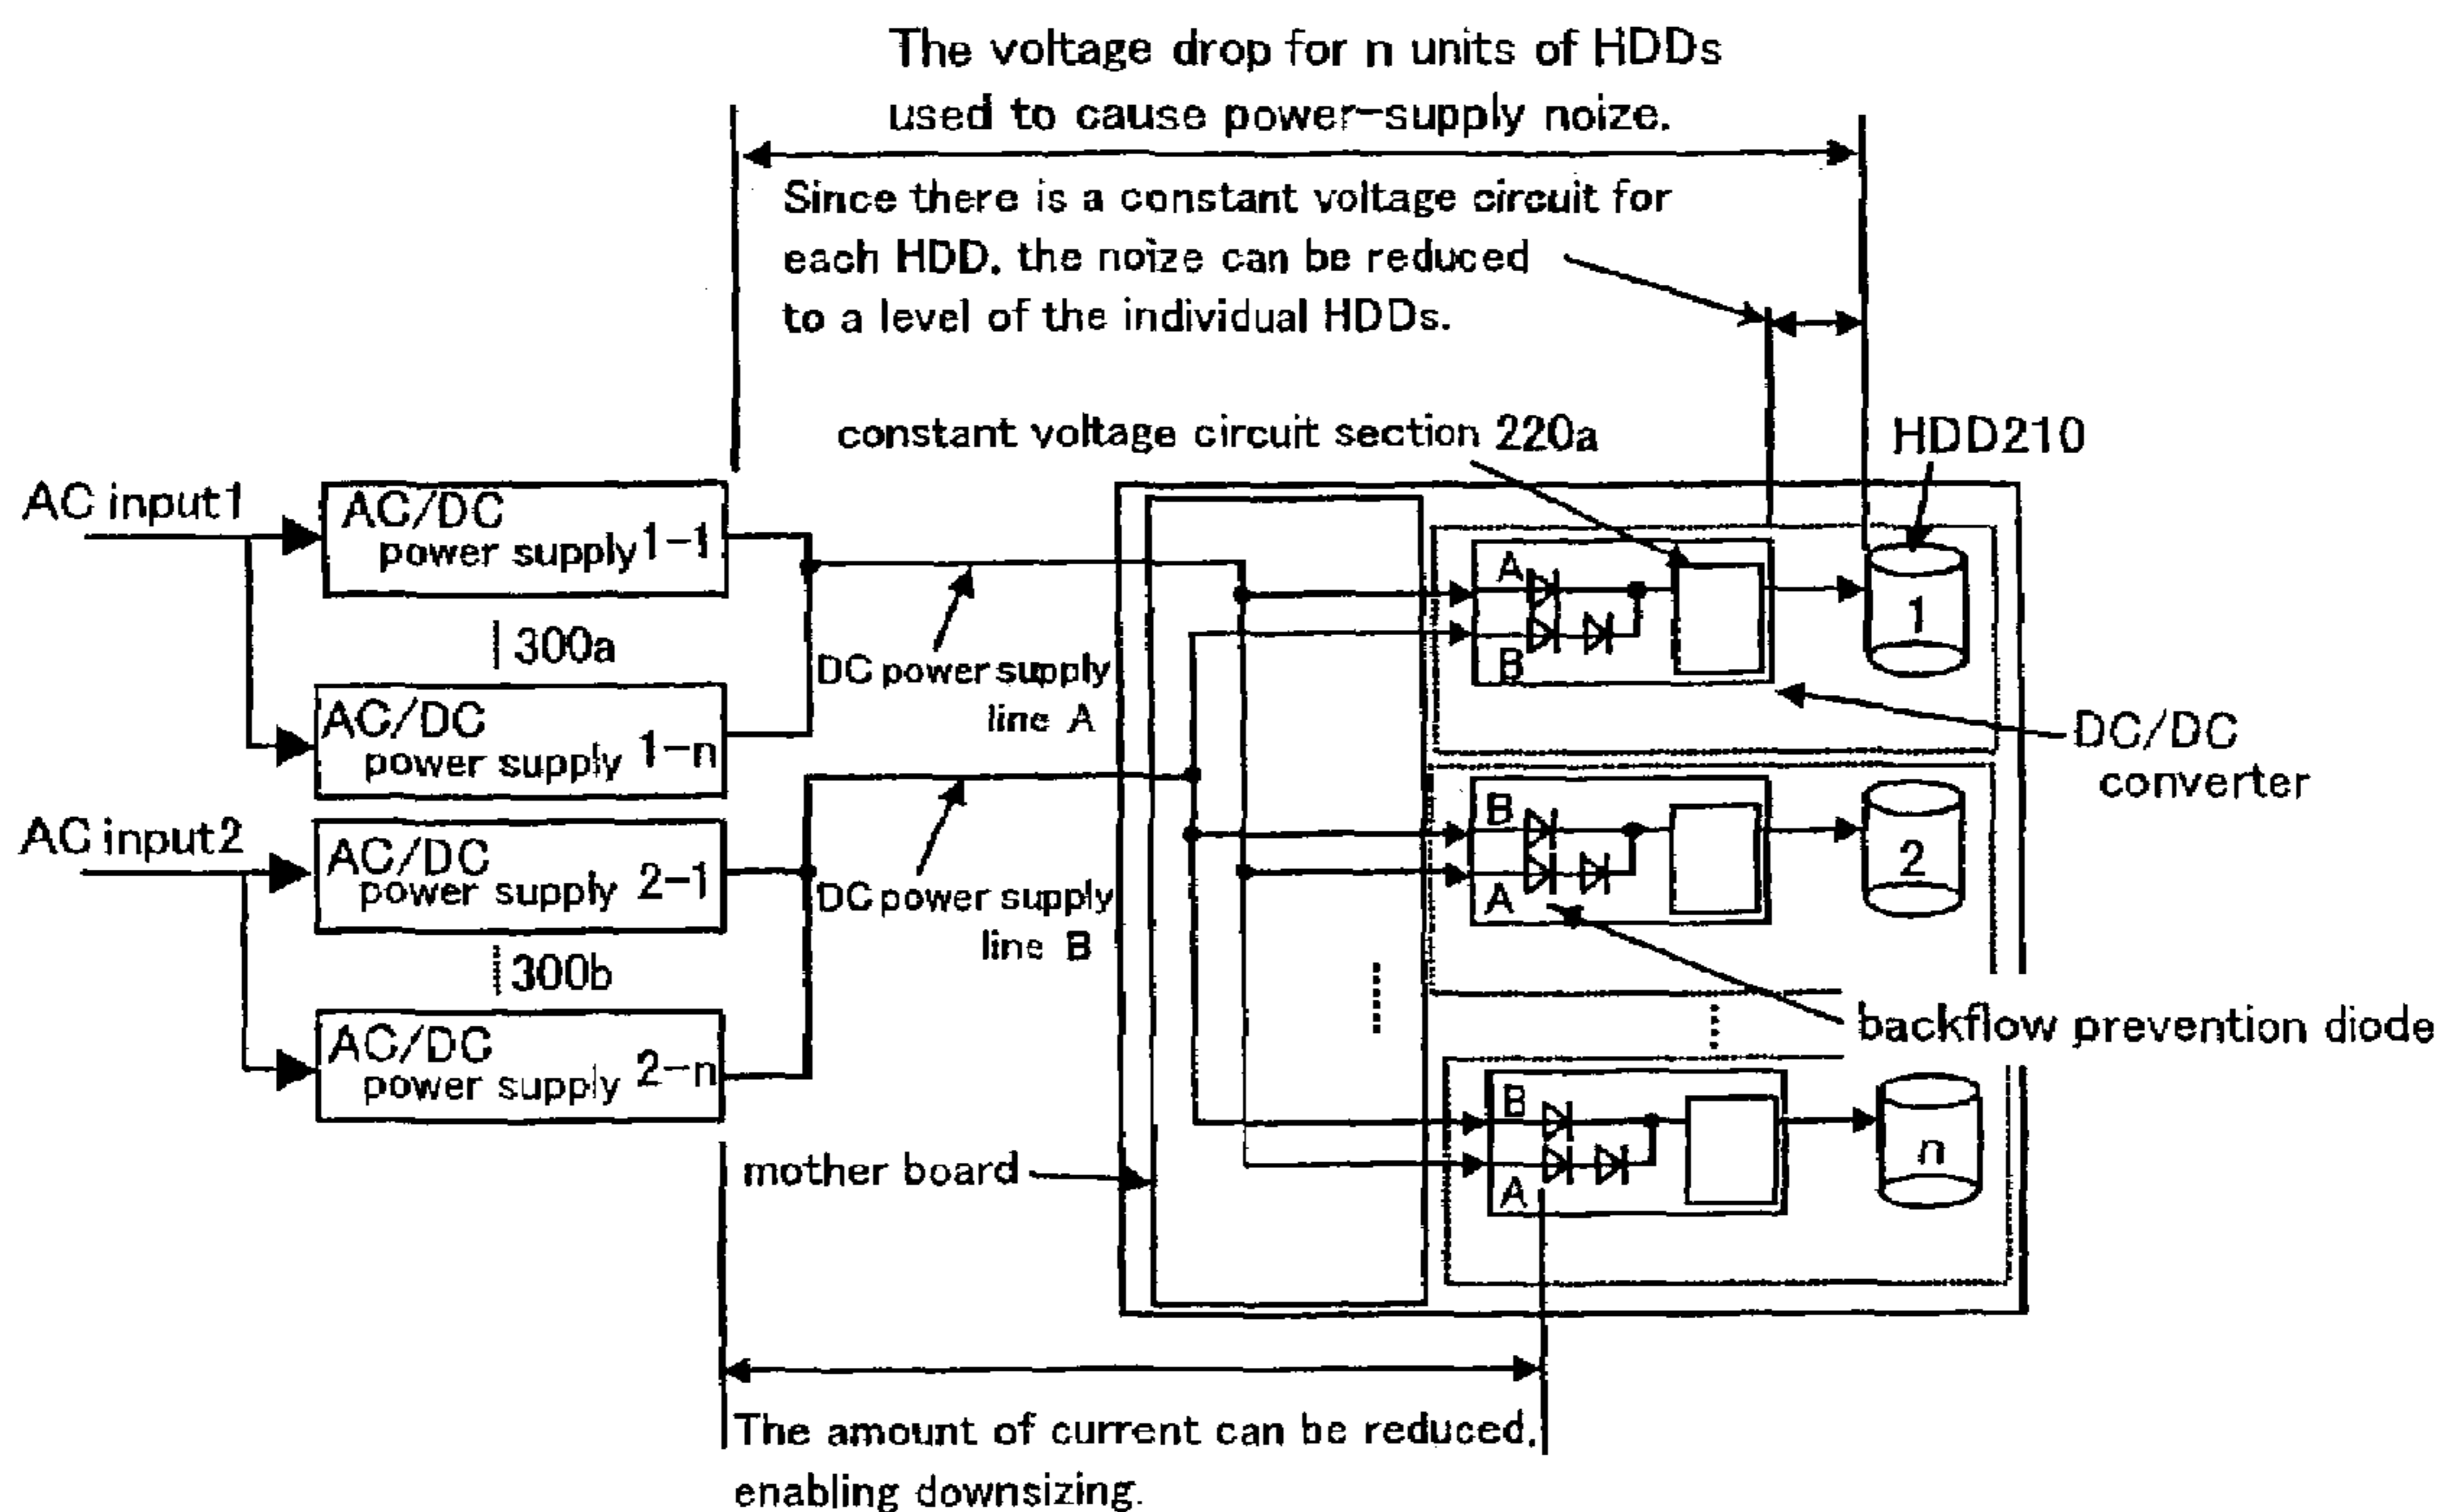 The voltage drop for n units of HDDs
used to cause power-supply noize.
Since there is a constant voltage circuit for
each HDD. the noize can be reduced
to a level of the individual HDDs.
constant voltage circuit section 220a
HDD210
AC input1
AC/DC
power supply 1-1
300a
AC/DC
power supply 1-n
DC power supply
line A
A
B
1
DC/DC
converter
AC input2
AC/DC
power supply 2-1
300b
AC/DC
power supply 2-n
DC power supply
line B
B
A
2
backflow prevention diode
mother board
B
A
n
The amount of current can be reduced,
enabling downsizing.